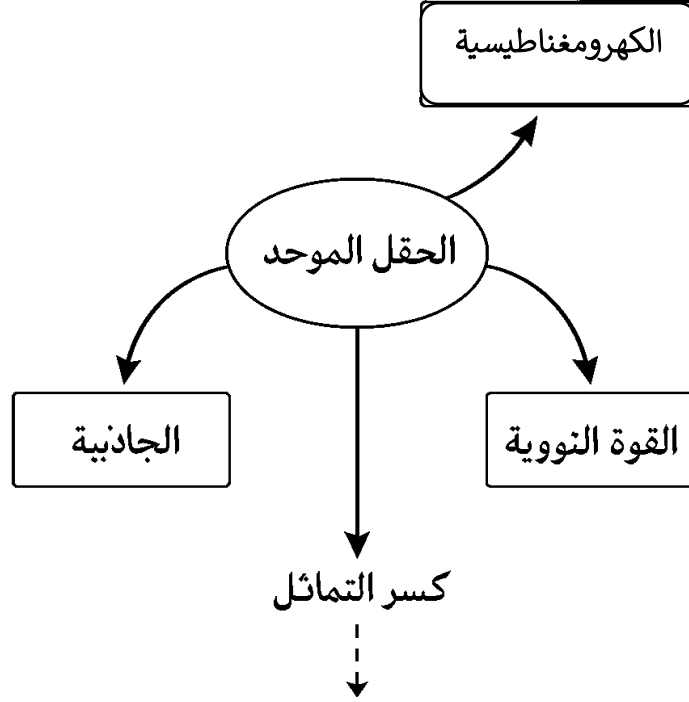 الكهرومغناطيسية
الحقل الموحد
القوة النووية
الجاذبية
كسر التماثل